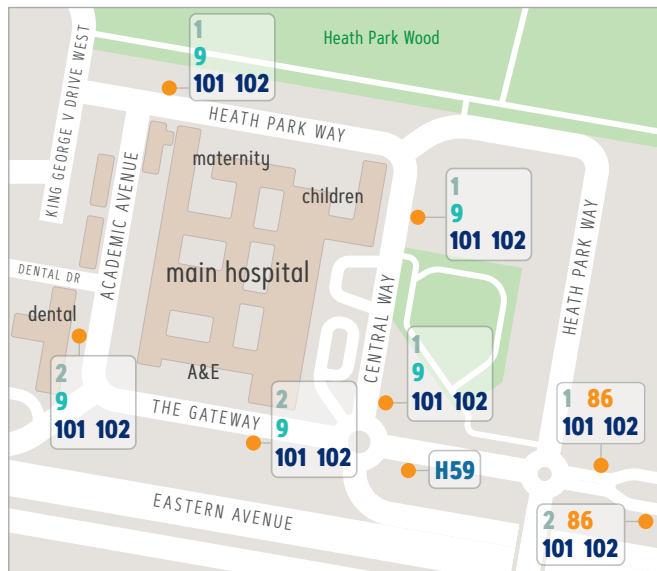 Heath Park Wood
1
9
101 102
KING GEORGE V DRIVE WEST
HEATH PARK WAY
maternity
children
1
9
101 102
ACADEMIC AVENUE
main hospital
DENTAL DR
HEATH PARK WAY
CENTRAL WAY
dental
1
9
101 102
A&E
2
9
101 102
THE GATEWAY
2
9
101 102
1 86
101 102
H59
EASTERN AVENUE
2 86
101 102